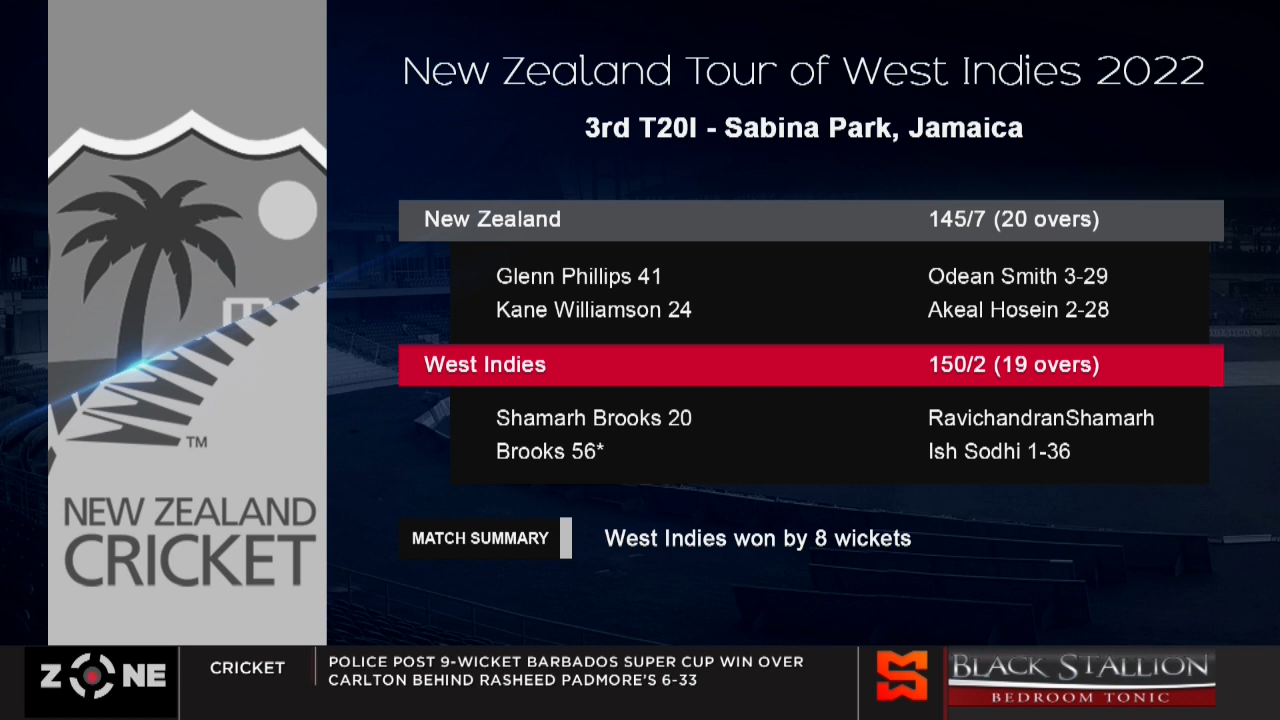 New Zealand Tour of West Indies 2022
3rd T20I - Sabina Park, Jamaica
New Zealand 145/7 (20 overs)
Glenn Phillips 41 Odean Smith 3-29
Kane Williamson 24 Akeal Hosein 2-28
West Indies 150/2 (19 overs)
Shamarh Brooks 20 RavichandranShamarh
Brooks 56* Ish Sodhi 1-36
MATCH SUMMARY West Indies won by 8 wickets
TM
NEW ZEALAND
CRICKET
ZONE
CRICKET
POLICE POST 9-WICKET BARBADOS SUPER CUP WIN OVER
CARLTON BEHIND RASHEED PADMORE'S 6-33
BLACK STALLION
BEDROOM TONIC